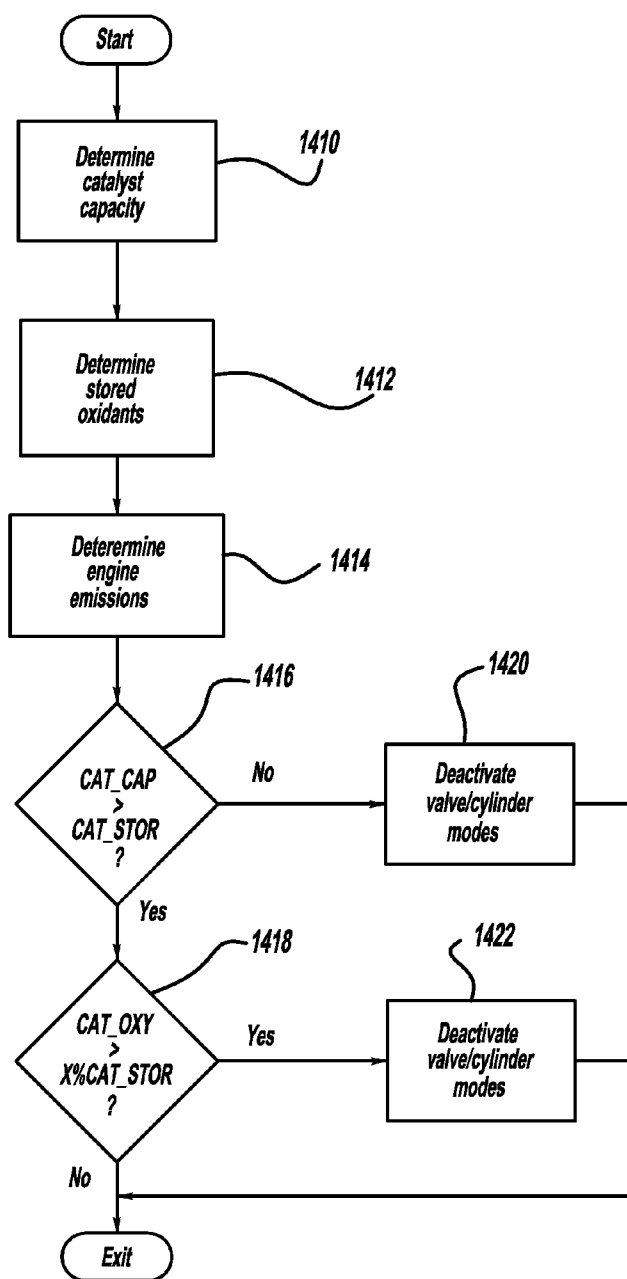 Start
1410
Determine
catalyst
capacity
1412
Determine
stored
oxidants
1414
Deterermine
engine
emissions
1416
1420
CAT_CAP
>
CAT_STOR
?
No
Deactivate
valve/cylinder
modes
Yes
1418
1422
CAT_OXY
>
X%CAT_STOR
?
Yes
Deactivate
valve/cylinder
modes
No
Exit